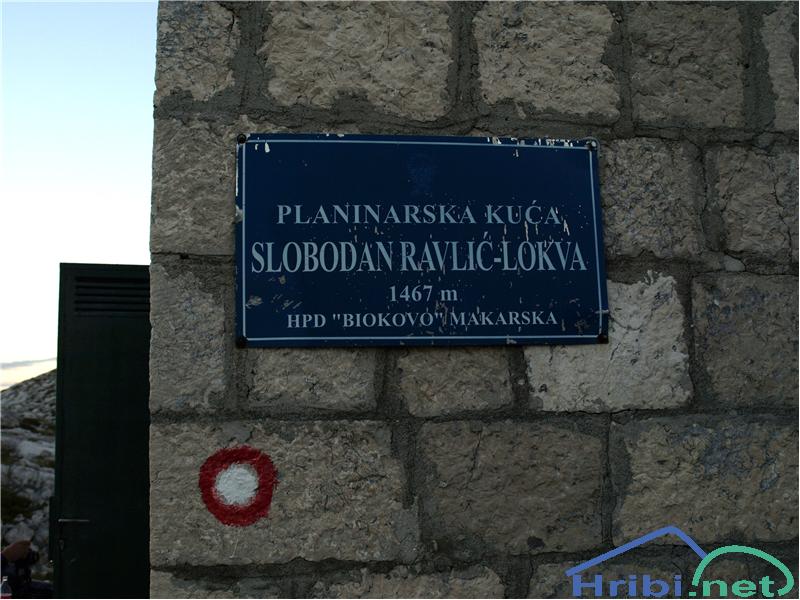 PLANINARSKA KUĆA
SLOBODAN RAVLIĆ-LOKVA
1467 m
HPD "BIOKOVO" MAKARSKA
Hribi.net